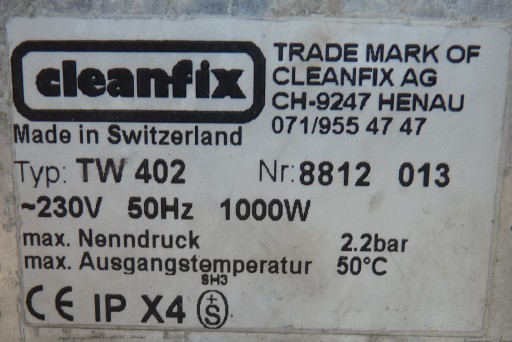 cleanfix
TRADE MARK OF
CLEANFIX AG
CH-9247 HENAU
071/955 47 47
Made in Switzerland
Typ: TW 402 Nr: 8812 013
~230V 50Hz 1000W
max. Nenndruck 2.2bar
max. Ausgangstemperatur 50°C
SH3
CE IP X4 +S